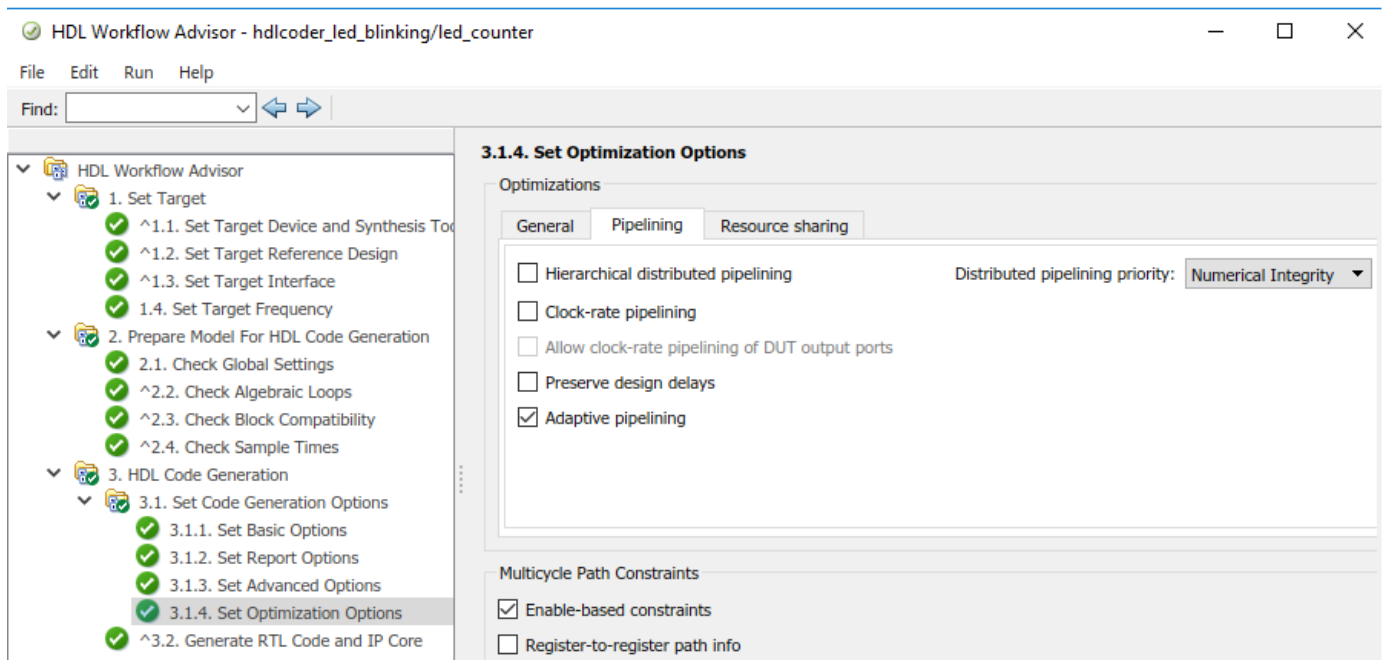 HDL Workflow Advisor - hdlcoder_led_blinking/led_counter
File Edit Run Help
Find:
HDL Workflow Advisor
1. Set Target
^1.1. Set Target Device and Synthesis Too
^1.2. Set Target Reference Design
^1.3. Set Target Interface
1.4. Set Target Frequency
2. Prepare Model For HDL Code Generation
2.1. Check Global Settings
^2.2. Check Algebraic Loops
^2.3. Check Block Compatibility
^2.4. Check Sample Times
3. HDL Code Generation
3.1. Set Code Generation Options
3.1.1. Set Basic Options
3.1.2. Set Report Options
3.1.3. Set Advanced Options
3.1.4. Set Optimization Options
^3.2. Generate RTL Code and IP Core
3.1.4. Set Optimization Options
Optimizations
General Pipelining Resource sharing
Hierarchical distributed pipelining Distributed pipelining priority: Numerical Integrity
Clock-rate pipelining
Allow clock-rate pipelining of DUT output ports
Preserve design delays
Adaptive pipelining
Multicycle Path Constraints
Enable-based constraints
Register-to-register path info